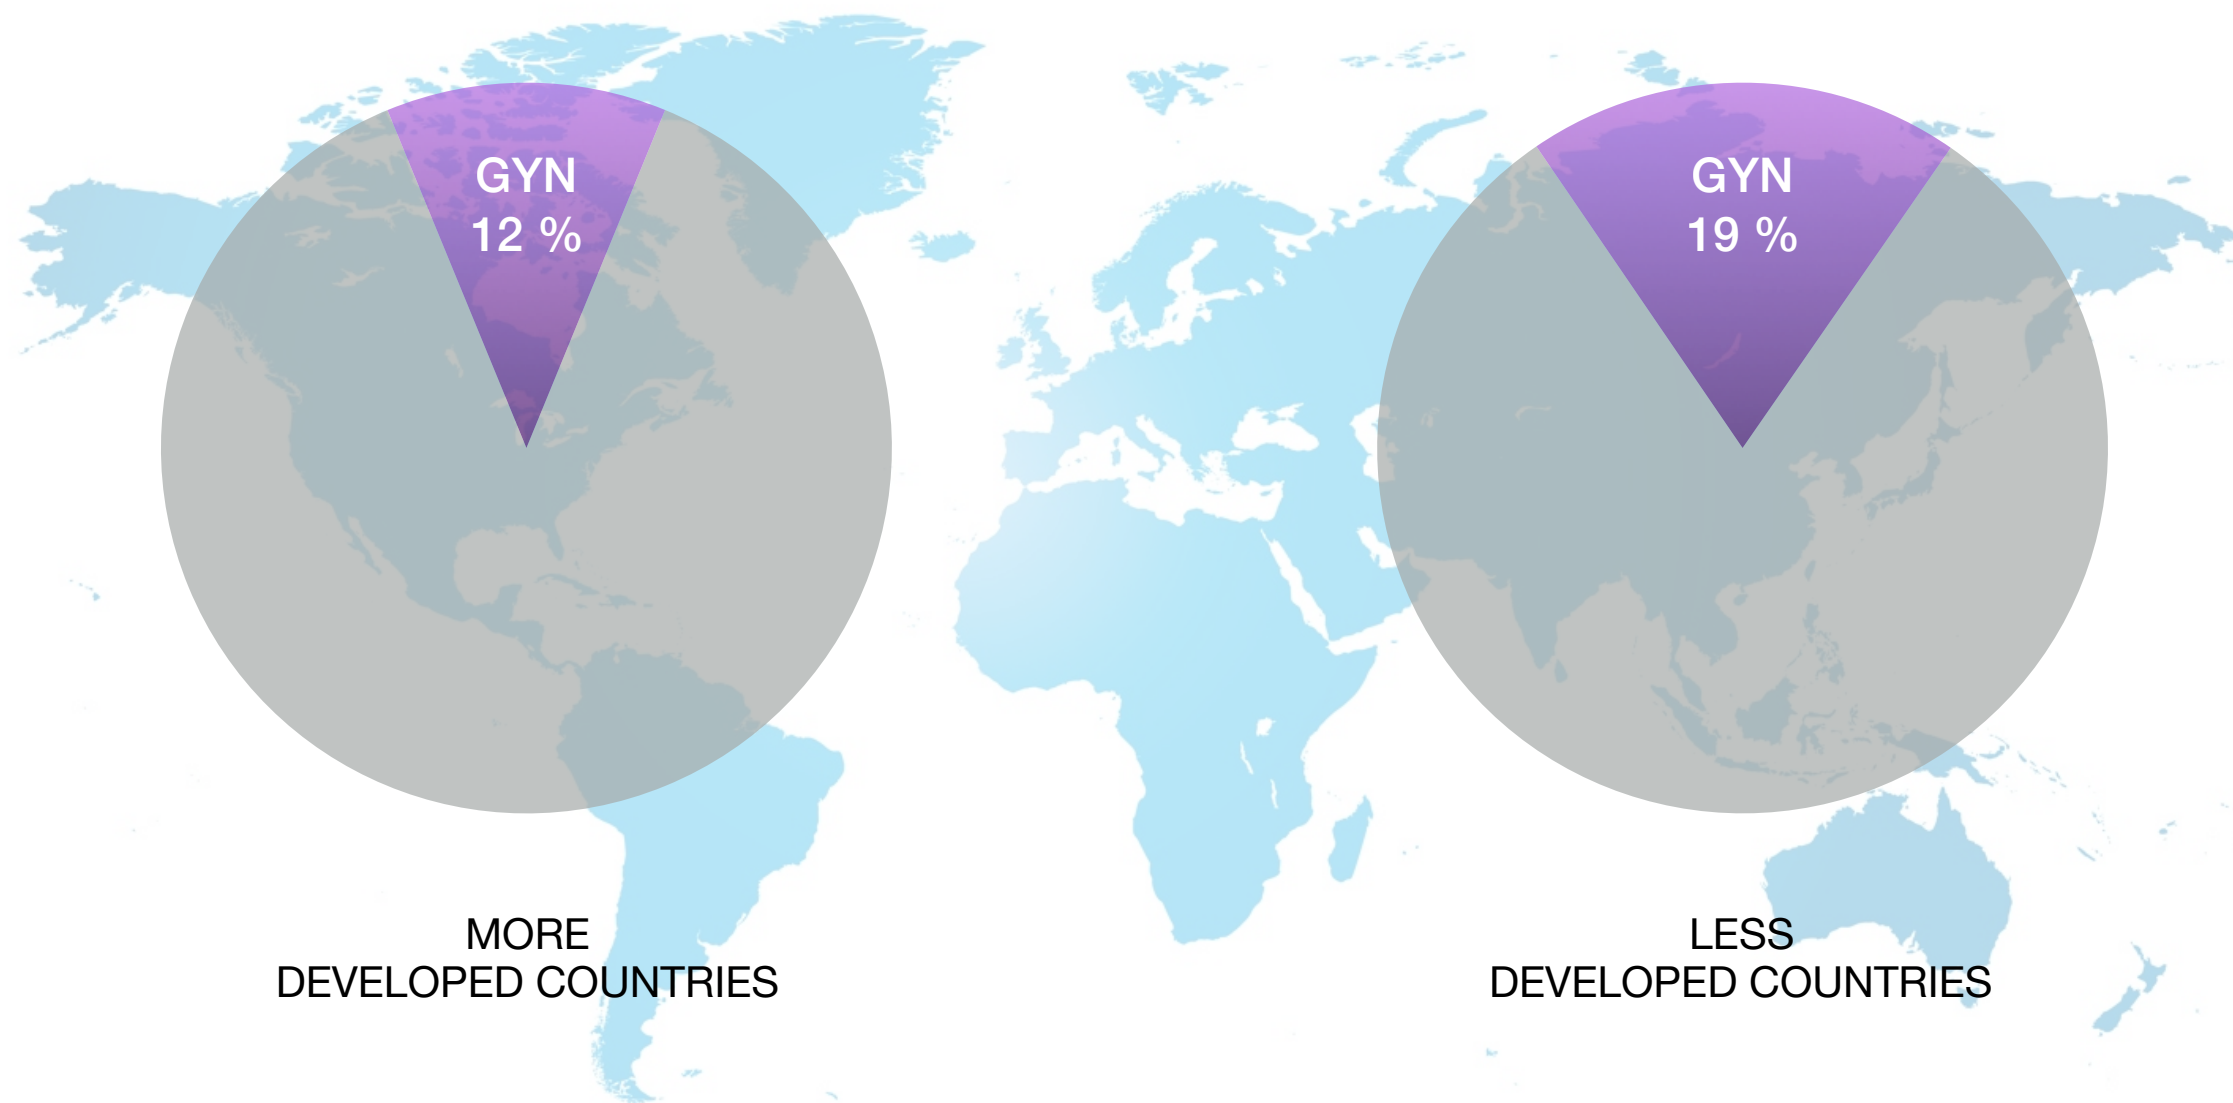 GYN
12 %
GYN
19 %
MORE
DEVELOPED COUNTRIES
LESS
DEVELOPED COUNTRIES